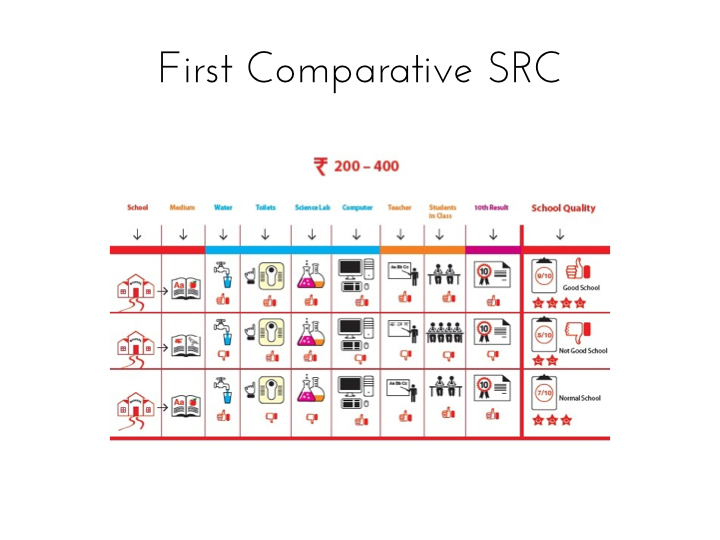 First Comparative SRC
₹ 200 – 400
School Medium Water Toilets Science Lab Computer Teacher Students in Class 10th Result School Quality
Aa Aa Bb Cc 10 9/10 Good School
10 5/10 Not Good School
Aa Aa Bb Cc 10 7/10 Normal School